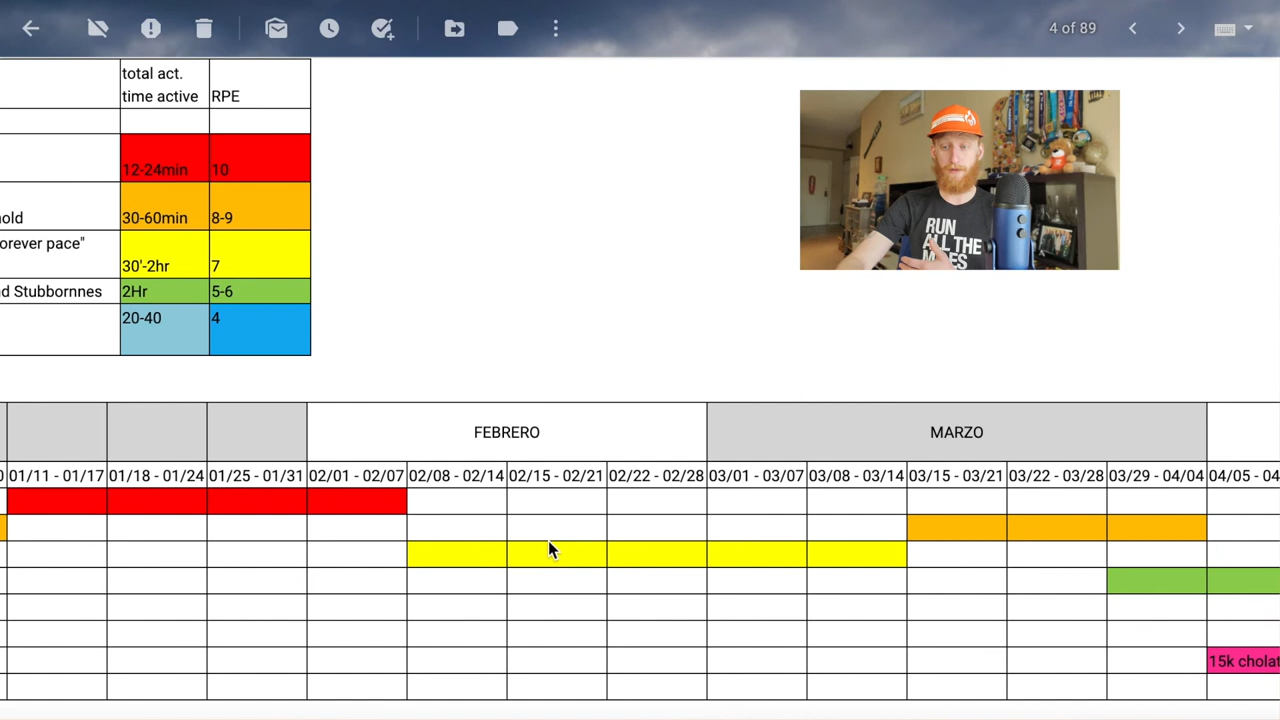 4 of 89
total act.
time active
RPE
12-24min
10
hold
30-60min
8-9
orever pace"
30'-2hr
7
nd Stubbornnes
2Hr
5-6
20-40
4
RUN
ALL THE
MILES
FEBRERO
MARZO
0 01/11 - 01/17 01/18 - 01/24 01/25 - 01/31 02/01 - 02/07 02/08 - 02/14 02/15 - 02/21 02/22 - 02/28 03/01 - 03/07 03/08 - 03/14 03/15 - 03/21 03/22 - 03/28 03/29 - 04/04 04/05 - 04
15k cholat